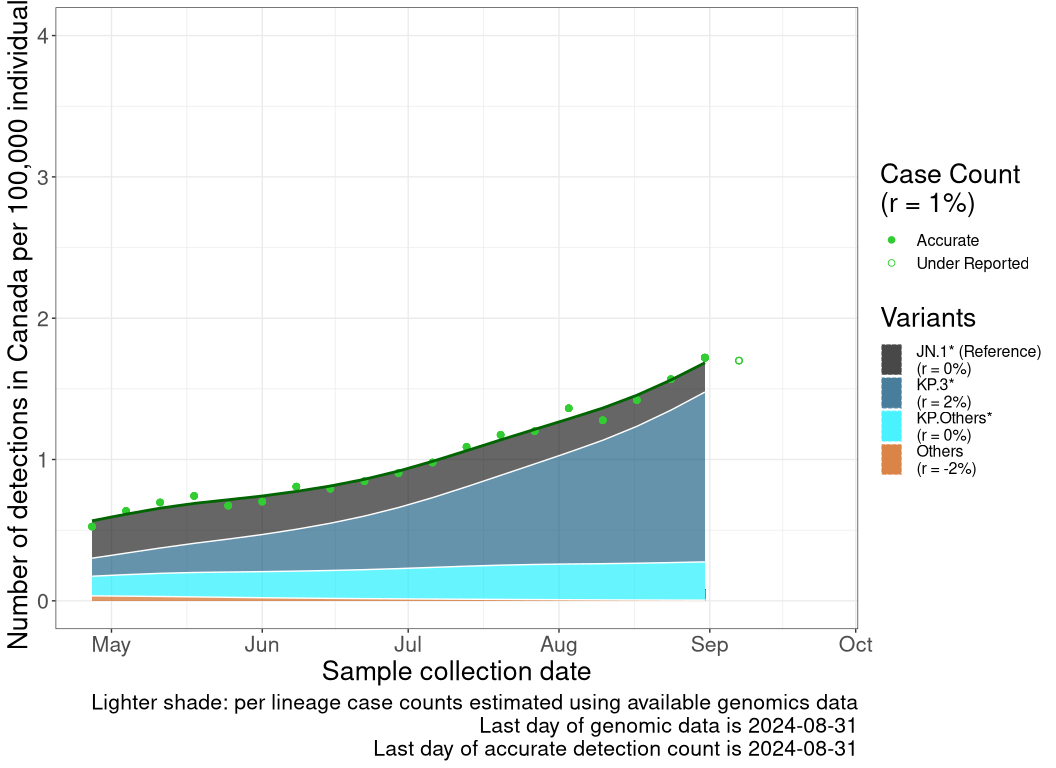 Number of detections in Canada per 100,000 individual
4
3
2
1
0
May Jun Jul Aug Sep Oct
Sample collection date
Lighter shade: per lineage case counts estimated using available genomics data
Last day of genomic data is 2024-08-31
Last day of accurate detection count is 2024-08-31
Case Count
(r = 1%)
Accurate
Under Reported
Variants
JN.1* (Reference)
(r = 0%)
KP.3*
(r = 2%)
KP.Others*
(r = 0%)
Others
(r = -2%)